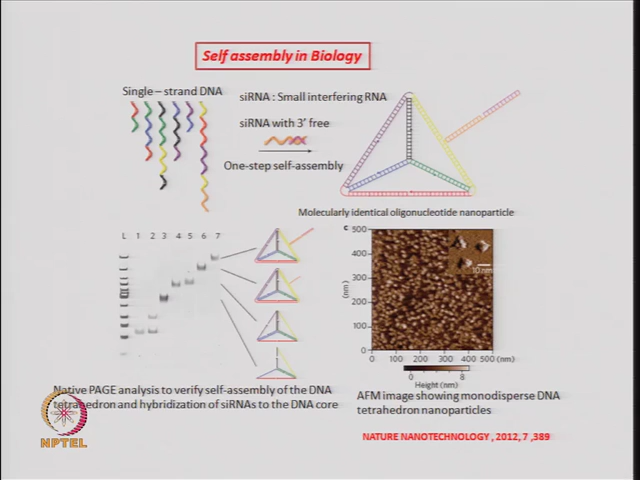 Self assembly in Biology
Single – strand DNA
siRNA : Small interfering RNA
siRNA with 3' free
One-step self-assembly
Molecularly identical oligonucleotide nanoparticle
L 1 2 3 4 5 6 7
c
500
400
300
200
100
0
(nm)
10 nm
0 100 200 300 400 500 (nm)
0 8
Height (nm)
Native PAGE analysis to verify self-assembly of the DNA
tetrahedron and hybridization of siRNAs to the DNA core
AFM image showing monodisperse DNA
tetrahedron nanoparticles
NATURE NANOTECHNOLOGY , 2012, 7 ,389
NPTEL